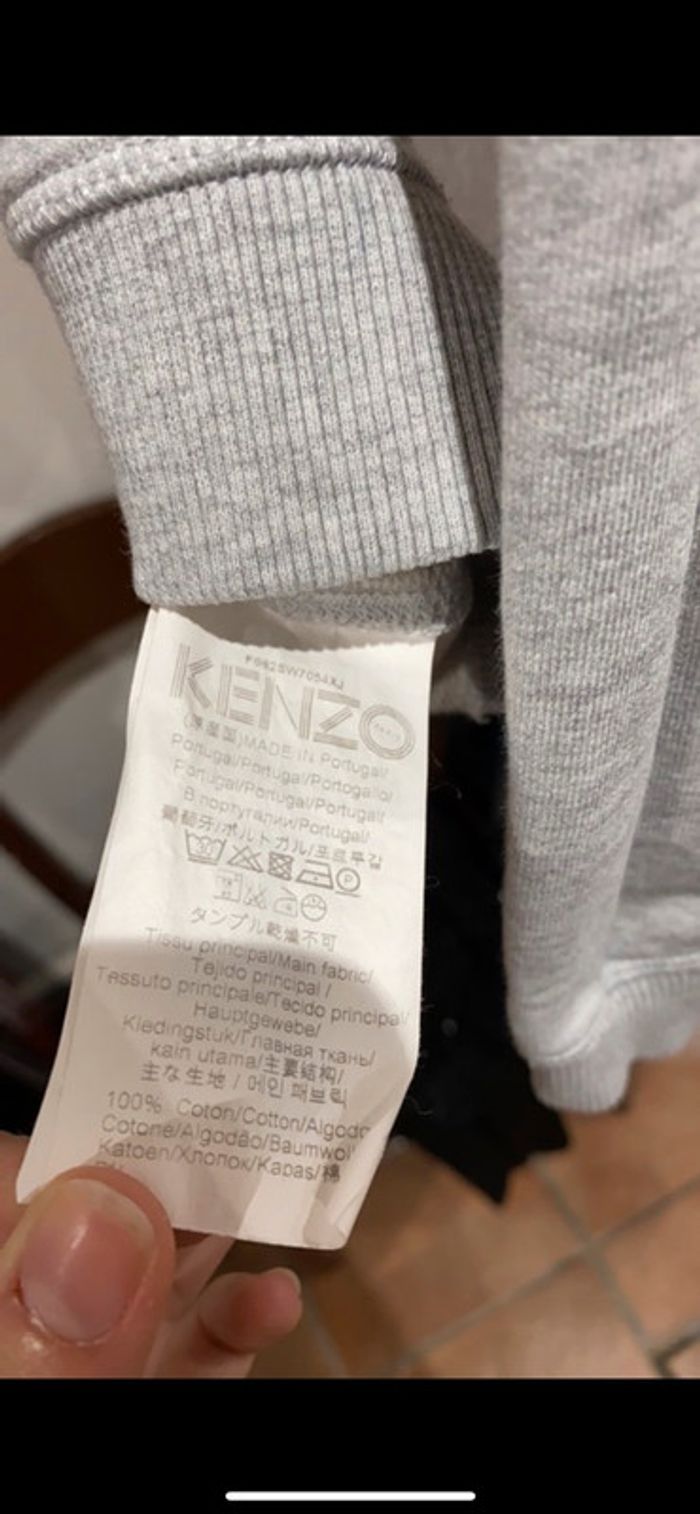 F662SW7054XJ
KENZO
PARIS
(原産国)MADE IN Portugal/
Portugal/Portugal/Portogallo/
Portugal/Portugal/Portugal/
В португалии/Portugal/
葡萄牙/ポルトガル/포르투갈
30
P
タンブル乾燥不可
Tissu principal/Main fabric/
Tejido principal /
Tessuto principale/Tecido principal/
Hauptgewebe/
Kledingstuk/Главная ткань/
kain utama/主要结构/
主な生地 / 메인 패브릭
100% Coton/Cotton/Algodo
Cotone/Algodão/Baumwol
Katoen/Хлопок/Kapas/棉